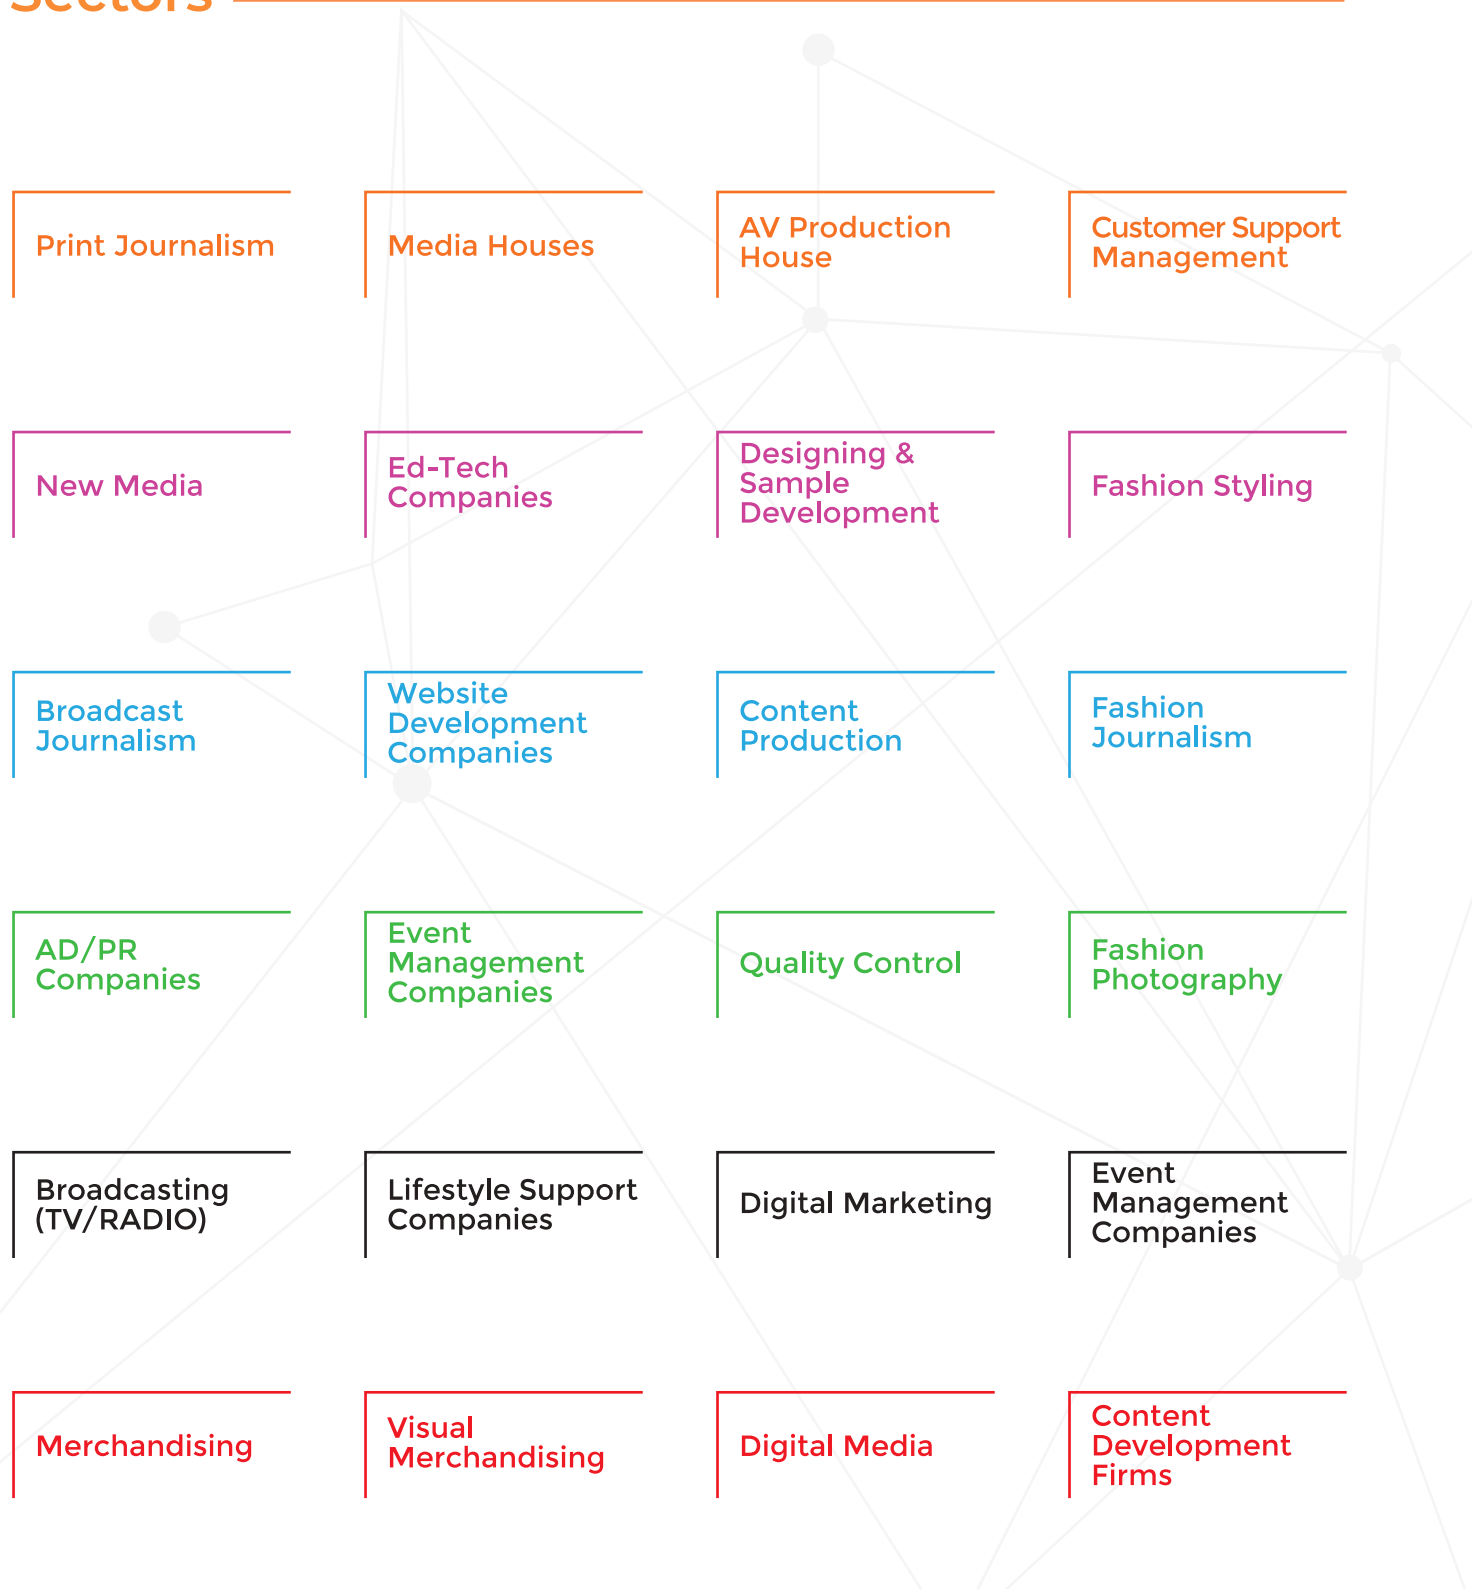 Sectors
Print Journalism
Media Houses
AV Production
House
Customer Support
Management
New Media
Ed-Tech
Companies
Designing &
Sample
Development
Fashion Styling
Broadcast
Journalism
Website
Development
Companies
Content
Production
Fashion
Journalism
AD/PR
Companies
Event
Management
Companies
Quality Control
Fashion
Photography
Broadcasting
(TV/RADIO)
Lifestyle Support
Companies
Digital Marketing
Event
Management
Companies
Merchandising
Visual
Merchandising
Digital Media
Content
Development
Firms